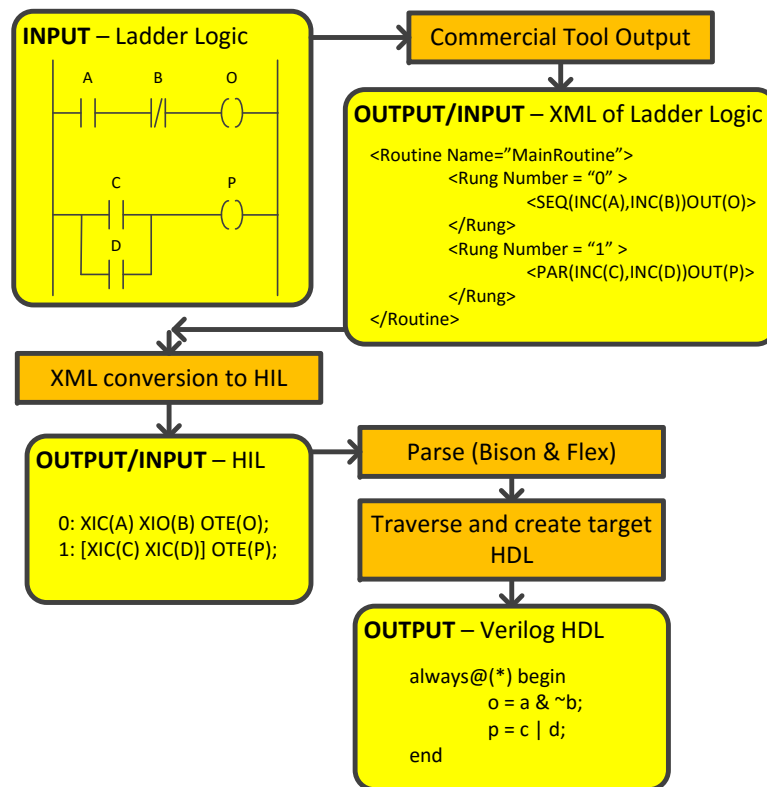 INPUT – Ladder Logic
A B O
C P
D
Commercial Tool Output
OUTPUT/INPUT – XML of Ladder Logic
<Routine Name=”MainRoutine”>
<Rung Number = “0” >
<SEQ(INC(A),INC(B))OUT(O)>
</Rung>
<Rung Number = “1” >
<PAR(INC(C),INC(D))OUT(P)>
</Rung>
</Routine>
XML conversion to HIL
OUTPUT/INPUT – HIL
0: XIC(A) XIO(B) OTE(O);
1: [XIC(C) XIC(D)] OTE(P);
Parse (Bison & Flex)
Traverse and create target
HDL
OUTPUT – Verilog HDL
always@(*) begin
o = a & ~b;
p = c | d;
end